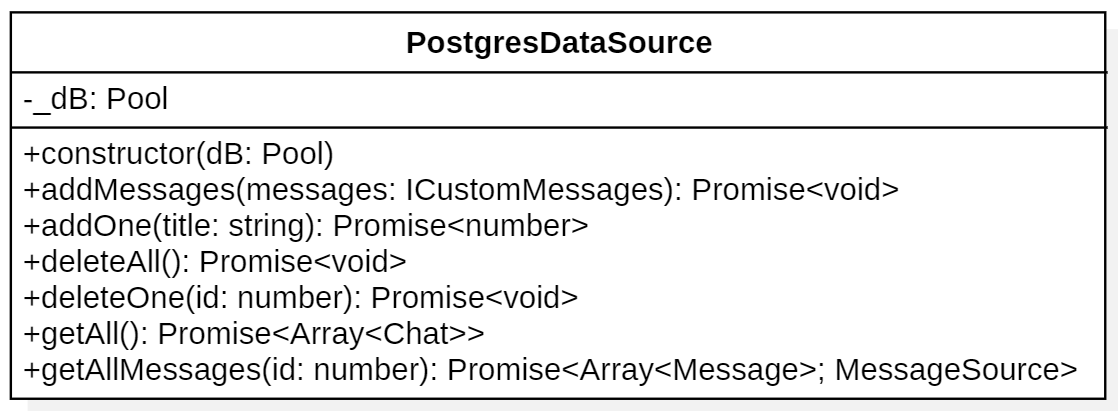 PostgresDataSource
-_dB: Pool
+constructor(dB: Pool)
+addMessages(messages: ICustomMessages): Promise<void>
+addOne(title: string): Promise<number>
+deleteAll(): Promise<void>
+deleteOne(id: number): Promise<void>
+getAll(): Promise<Array<Chat>>
+getAllMessages(id: number): Promise<Array<Message>; MessageSource>